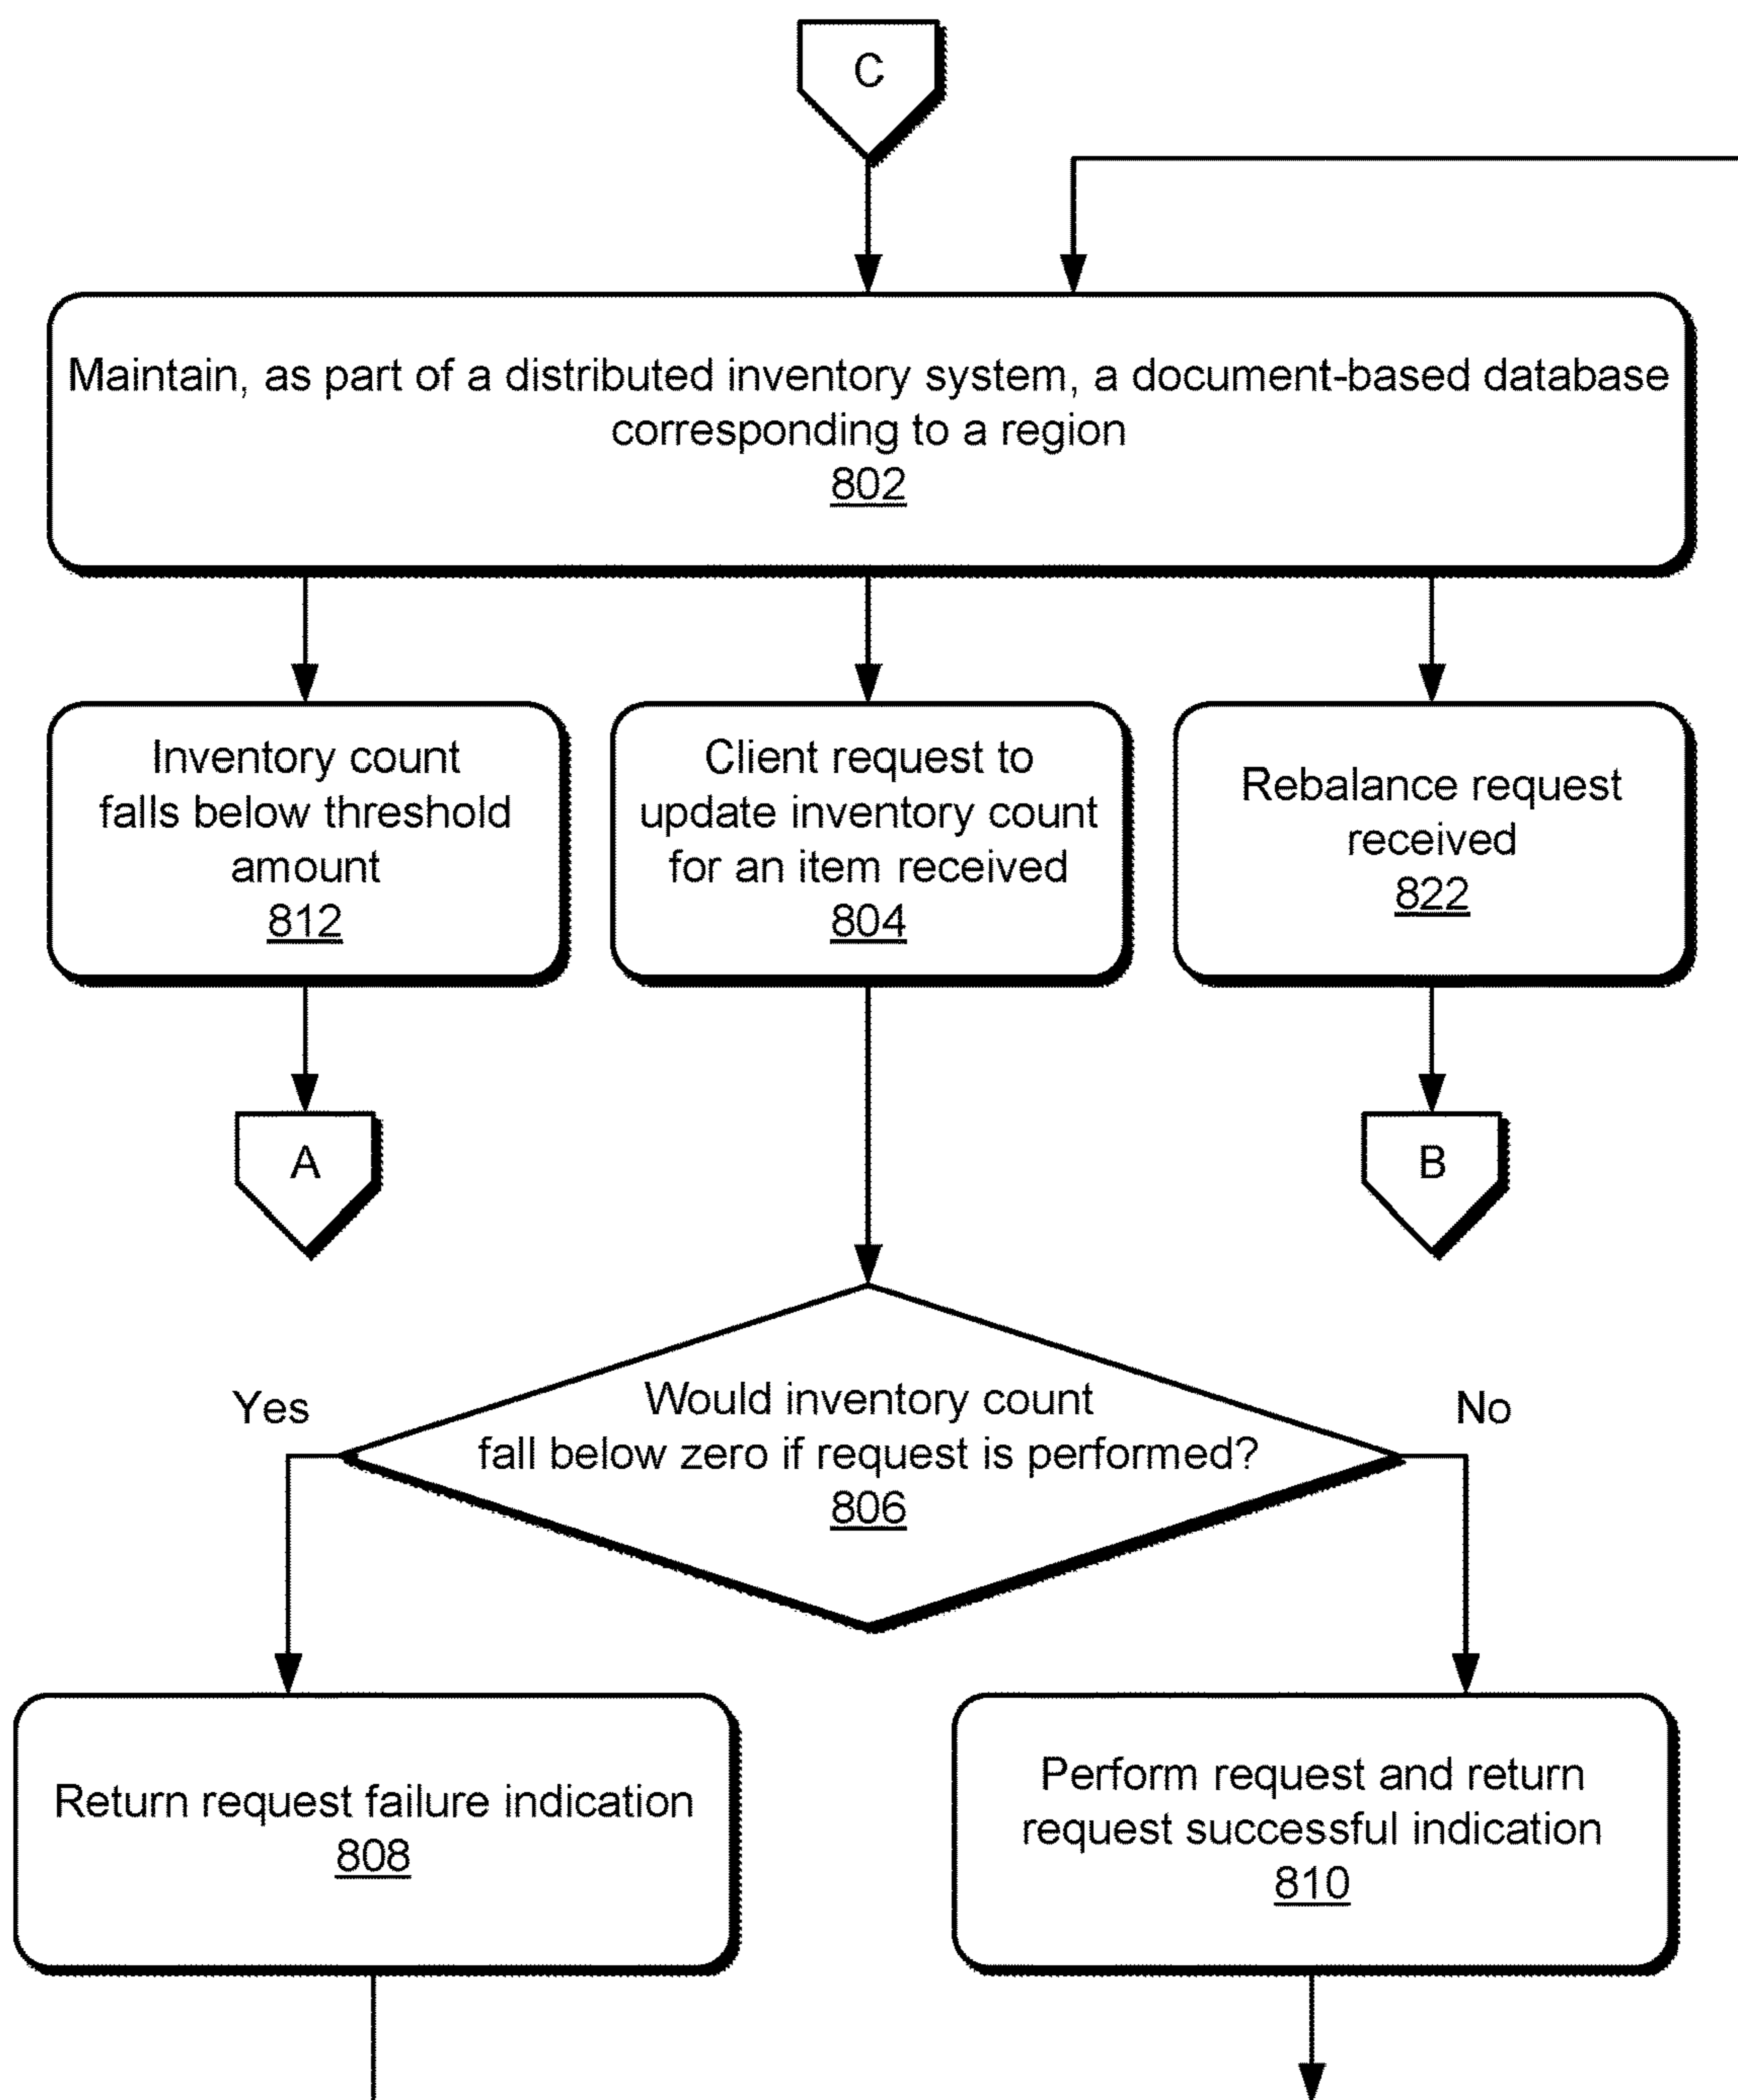 C
Maintain, as part of a distributed inventory system, a document-based database
corresponding to a region
802
Inventory count
falls below threshold
amount
812
Client request to
update inventory count
for an item received
804
Rebalance request
received
822
A
B
Yes
Would inventory count
fall below zero if request is performed?
806
No
Return request failure indication
808
Perform request and return
request successful indication
810